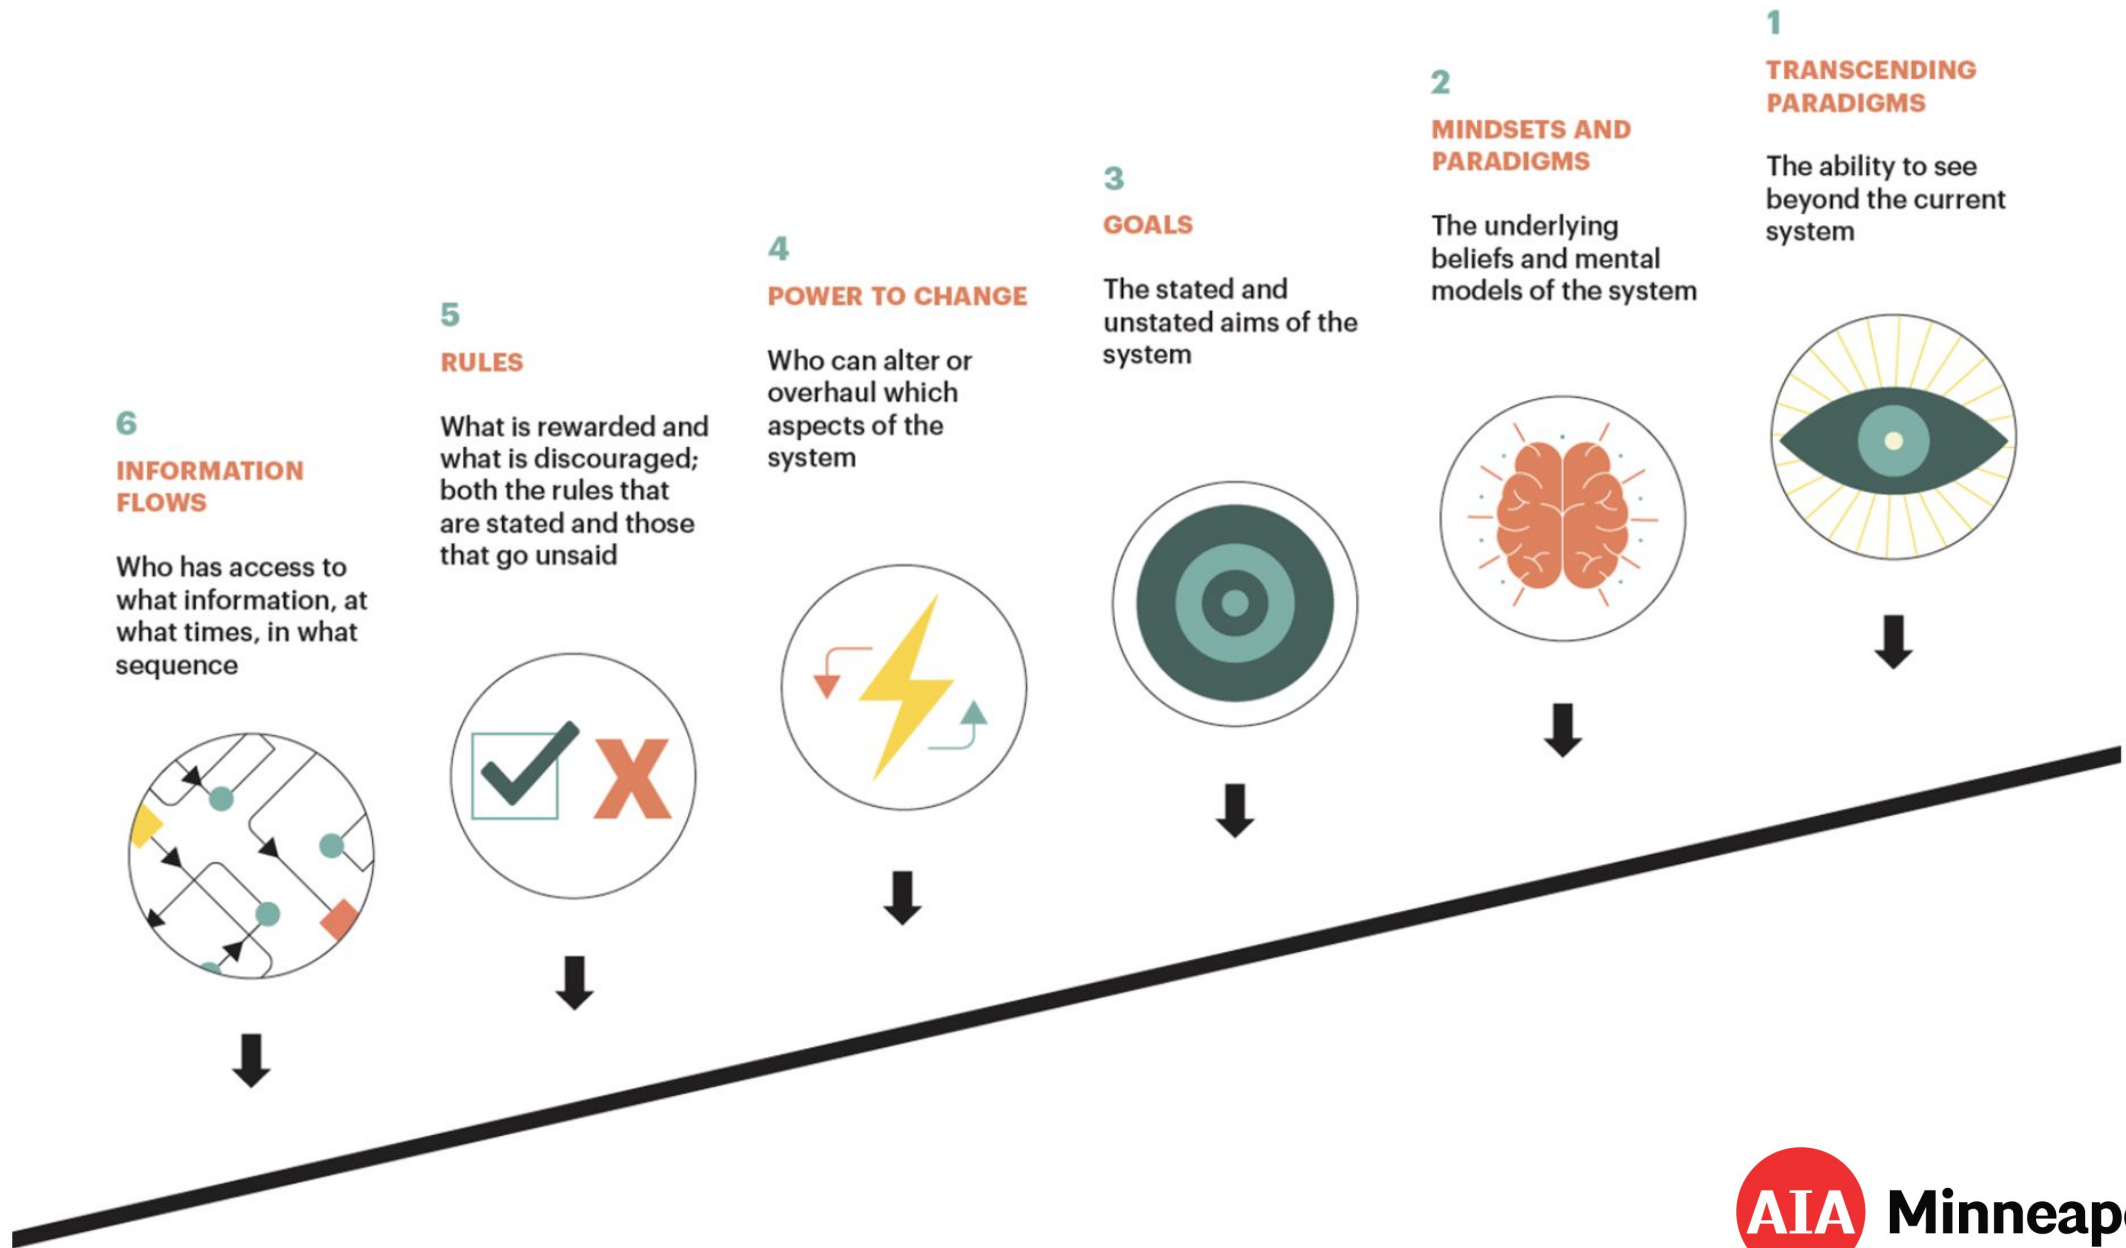 6
INFORMATION
FLOWS
Who has access to
what information, at
what times, in what
sequence
5
RULES
What is rewarded and
what is discouraged;
both the rules that
are stated and those
that go unsaid
4
POWER TO CHANGE
Who can alter or
overhaul which
aspects of the
system
3
GOALS
The stated and
unstated aims of the
system
2
MINDSETS AND
PARADIGMS
The underlying
beliefs and mental
models of the system
1
TRANSCENDING
PARADIGMS
The ability to see
beyond the current
system
X
AIA